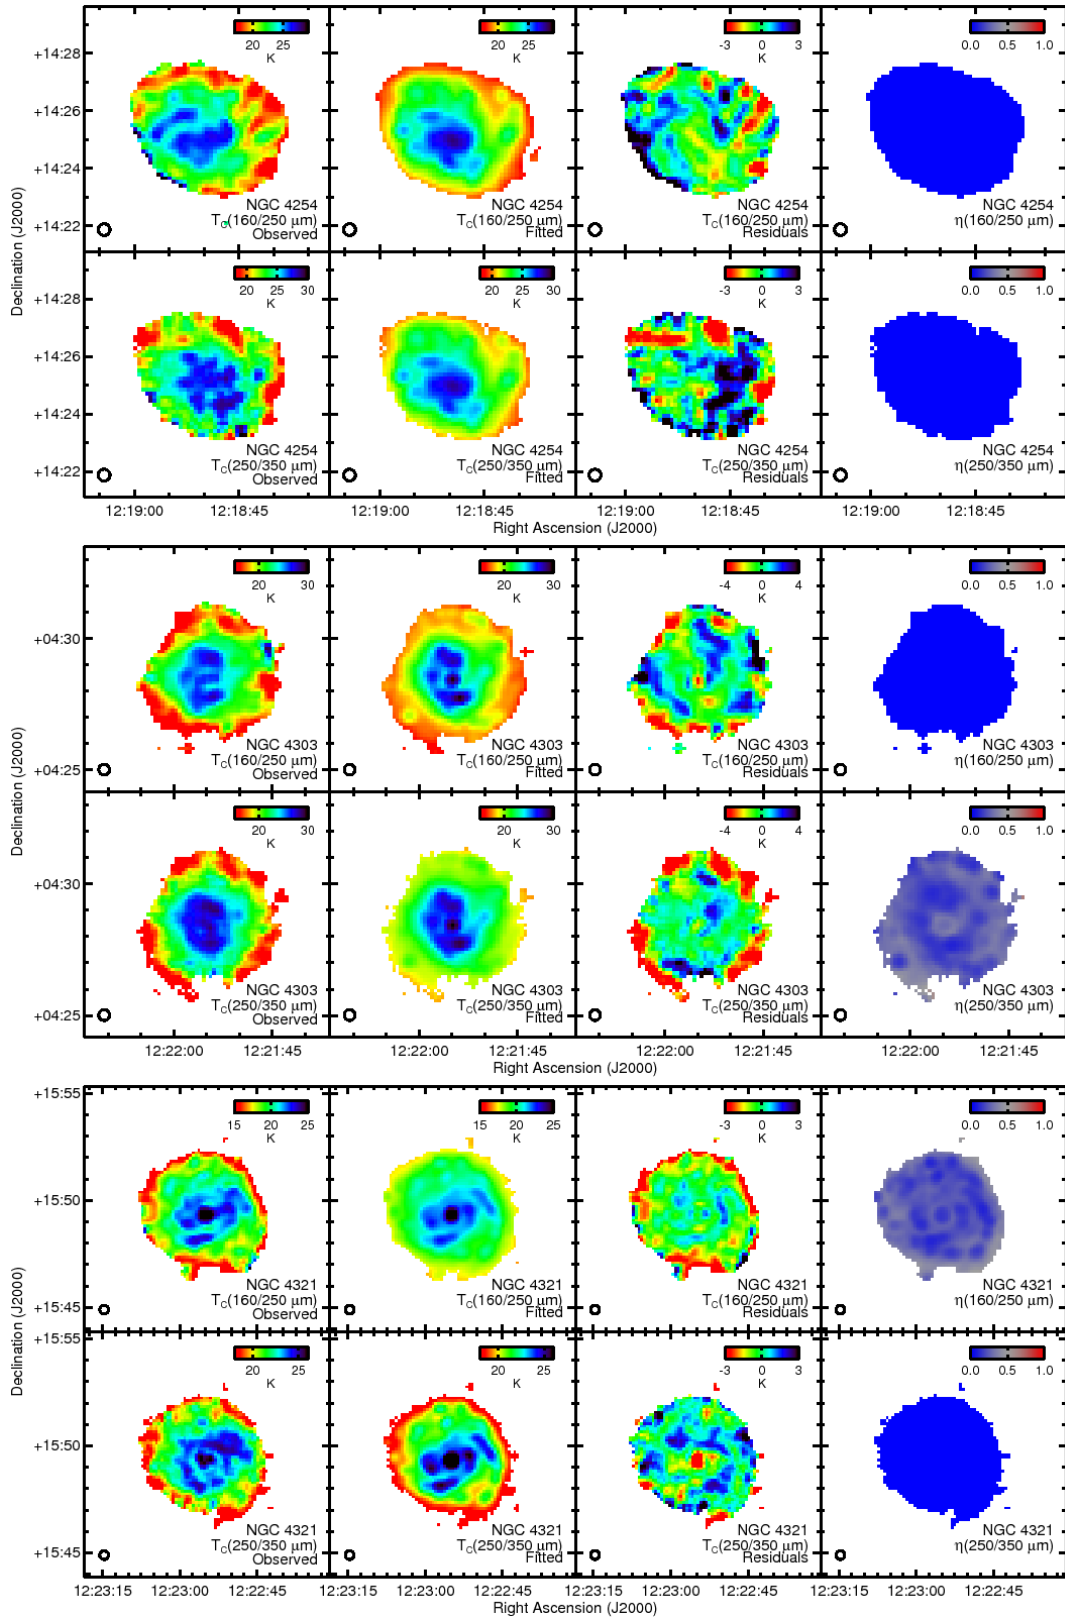 20 25
K
20 25
K
-3 0 3
K
0.0 0.5 1.0
+14:28
+14:26
+14:24
+14:22
NGC 4254
T_C(160/250 μm)
Observed
NGC 4254
T_C(160/250 μm)
Fitted
NGC 4254
T_C(160/250 μm)
Residuals
NGC 4254
η(160/250 μm)
Declination (J2000)
20 25 30
K
20 25 30
K
-3 0 3
K
0.0 0.5 1.0
+14:28
+14:26
+14:24
+14:22
NGC 4254
T_C(250/350 μm)
Observed
NGC 4254
T_C(250/350 μm)
Fitted
NGC 4254
T_C(250/350 μm)
Residuals
NGC 4254
η(250/350 μm)
12:19:00 12:18:45 12:19:00 12:18:45 12:19:00 12:18:45 12:19:00 12:18:45
Right Ascension (J2000)
20 30
K
20 30
K
-4 0 4
K
0.0 0.5 1.0
+04:30
+04:25
NGC 4303
T_C(160/250 μm)
Observed
NGC 4303
T_C(160/250 μm)
Fitted
NGC 4303
T_C(160/250 μm)
Residuals
NGC 4303
η(160/250 μm)
Declination (J2000)
20 30
K
20 30
K
-4 0 4
K
0.0 0.5 1.0
+04:30
+04:25
NGC 4303
T_C(250/350 μm)
Observed
NGC 4303
T_C(250/350 μm)
Fitted
NGC 4303
T_C(250/350 μm)
Residuals
NGC 4303
η(250/350 μm)
12:22:00 12:21:45 12:22:00 12:21:45 12:22:00 12:21:45 12:22:00 12:21:45
Right Ascension (J2000)
15 20 25
K
15 20 25
K
-3 0 3
K
0.0 0.5 1.0
+15:55
+15:50
+15:45
NGC 4321
T_C(160/250 μm)
Observed
NGC 4321
T_C(160/250 μm)
Fitted
NGC 4321
T_C(160/250 μm)
Residuals
NGC 4321
η(160/250 μm)
Declination (J2000)
20 25
K
20 25
K
-3 0 3
K
0.0 0.5 1.0
+15:55
+15:50
+15:45
NGC 4321
T_C(250/350 μm)
Observed
NGC 4321
T_C(250/350 μm)
Fitted
NGC 4321
T_C(250/350 μm)
Residuals
NGC 4321
η(250/350 μm)
12:23:15 12:23:00 12:22:45 12:23:15 12:23:00 12:22:45 12:23:15 12:23:00 12:22:45 12:23:15 12:23:00 12:22:45
Right Ascension (J2000)